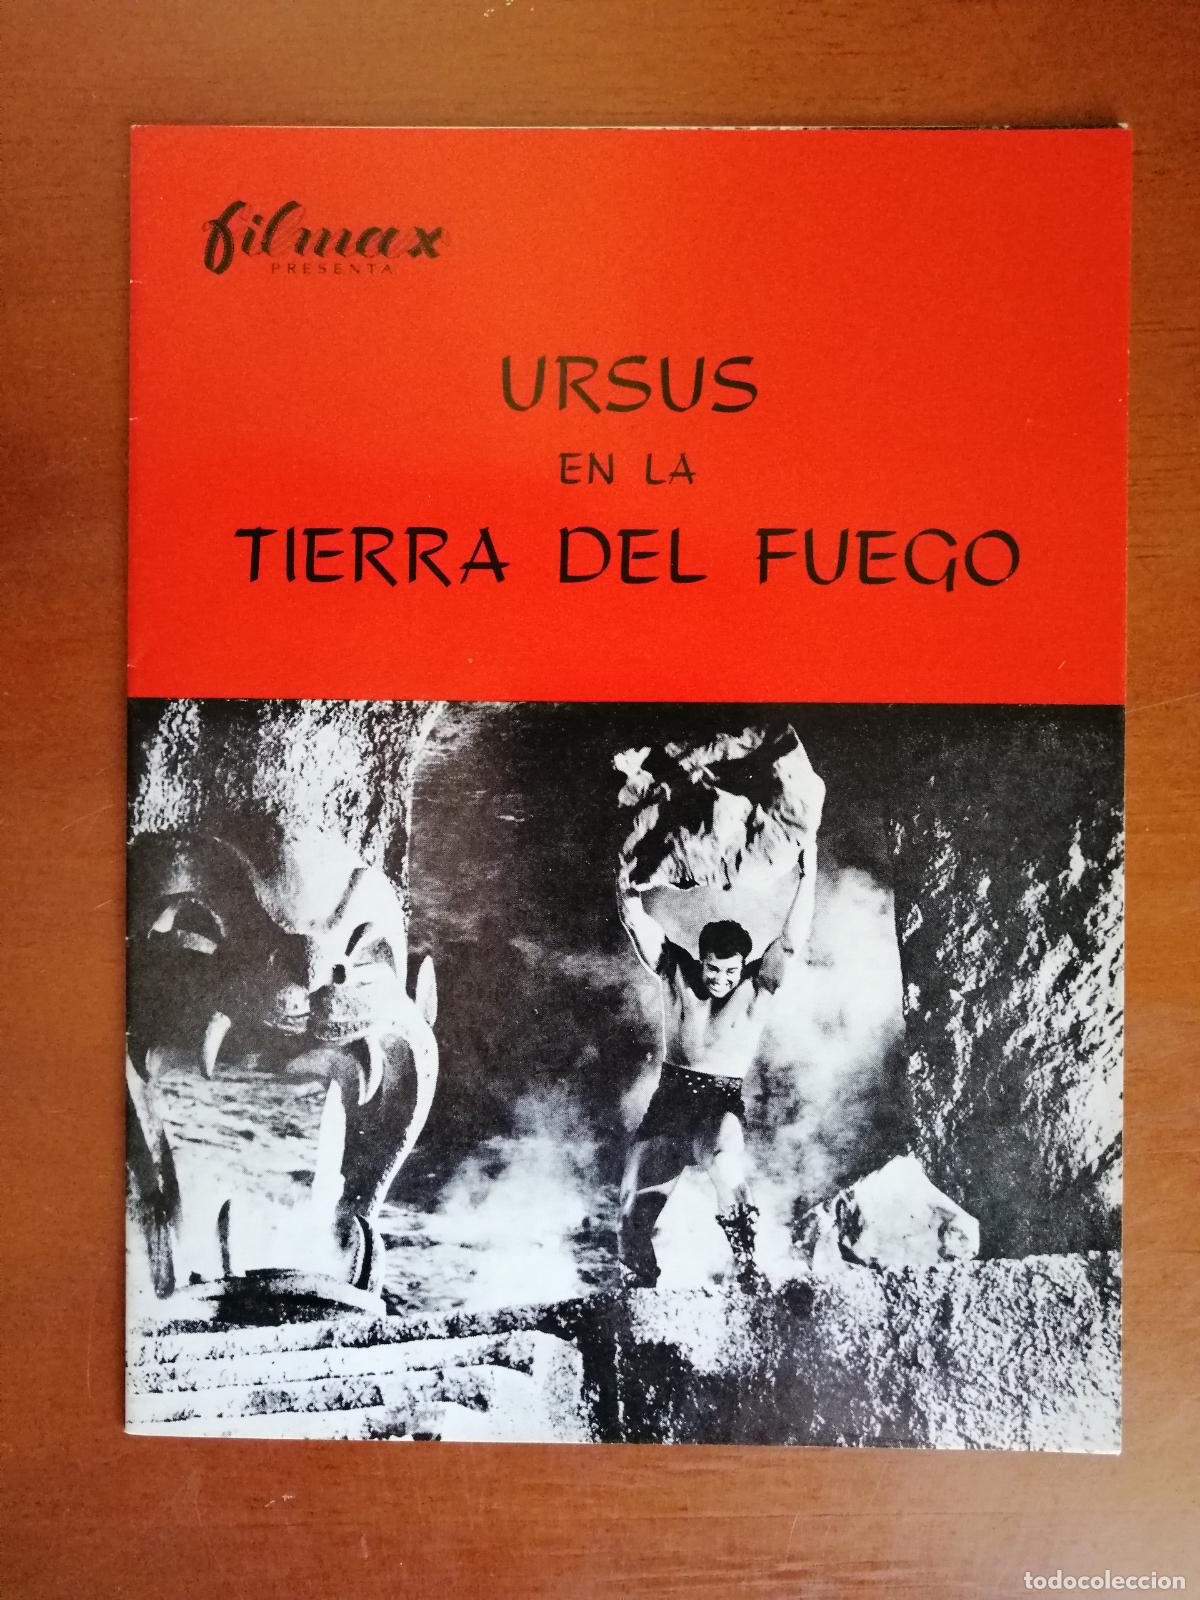 filmax
PRESENTA
URSUS
EN LA
TIERRA DEL FUEGO
todocoleccion